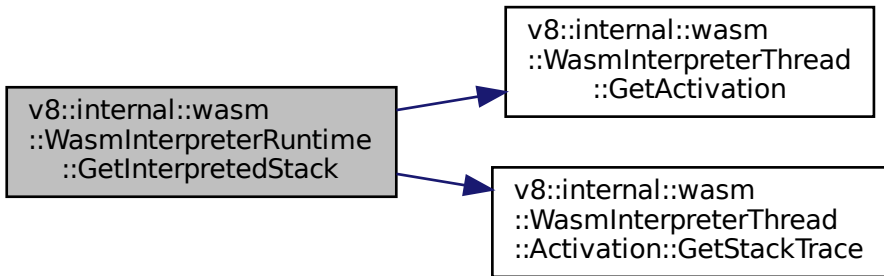 v8::internal::wasm
::WasmInterpreterRuntime
::GetInterpretedStack
v8::internal::wasm
::WasmInterpreterThread
::GetActivation
v8::internal::wasm
::WasmInterpreterThread
::Activation::GetStackTrace